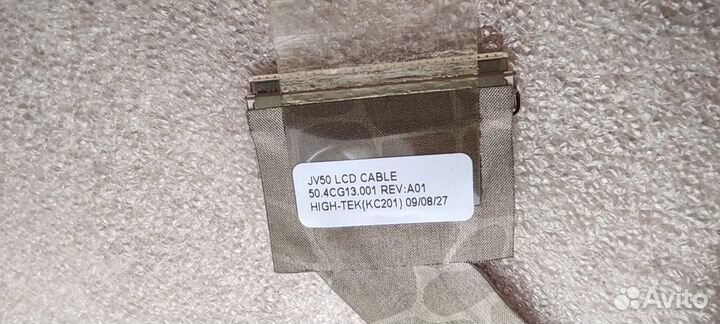 JV50 LCD CABLE
50.4CG13.001 REV:A01
HIGH-TEK(KC201) 09/08/27
Avito